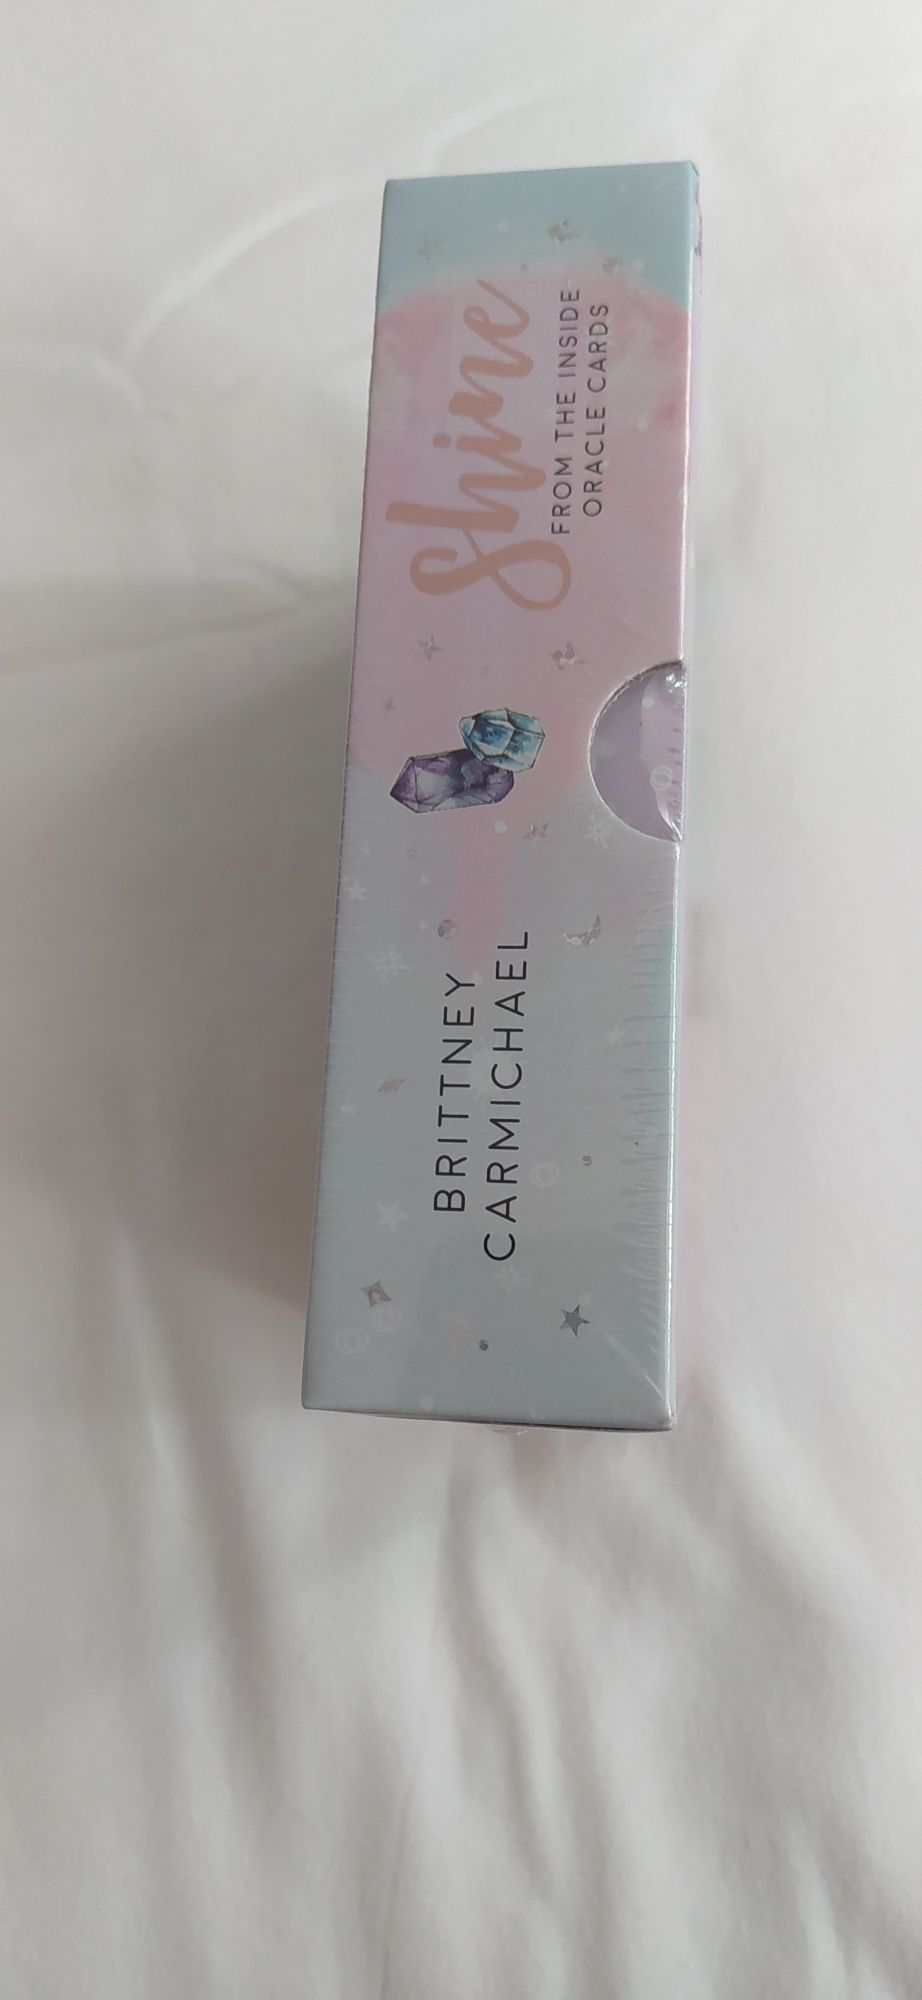 Shine
FROM THE INSIDE
ORACLE CARDS
BRITTNEY
CARMICHAEL